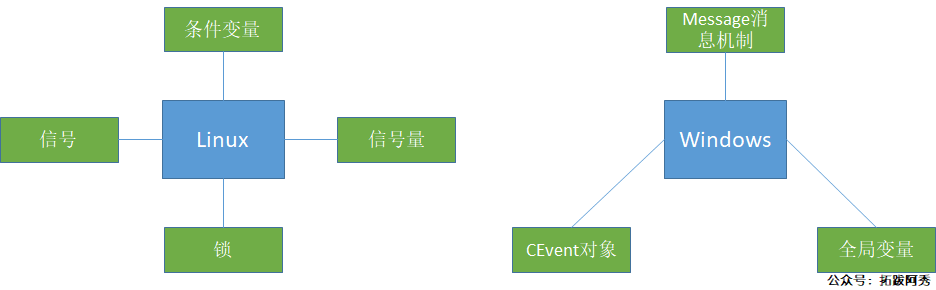 条件变量
信号
Linux
信号量
锁
Message消
息机制
Windows
CEvent对象
全局变量
公众号：拓跋阿秀